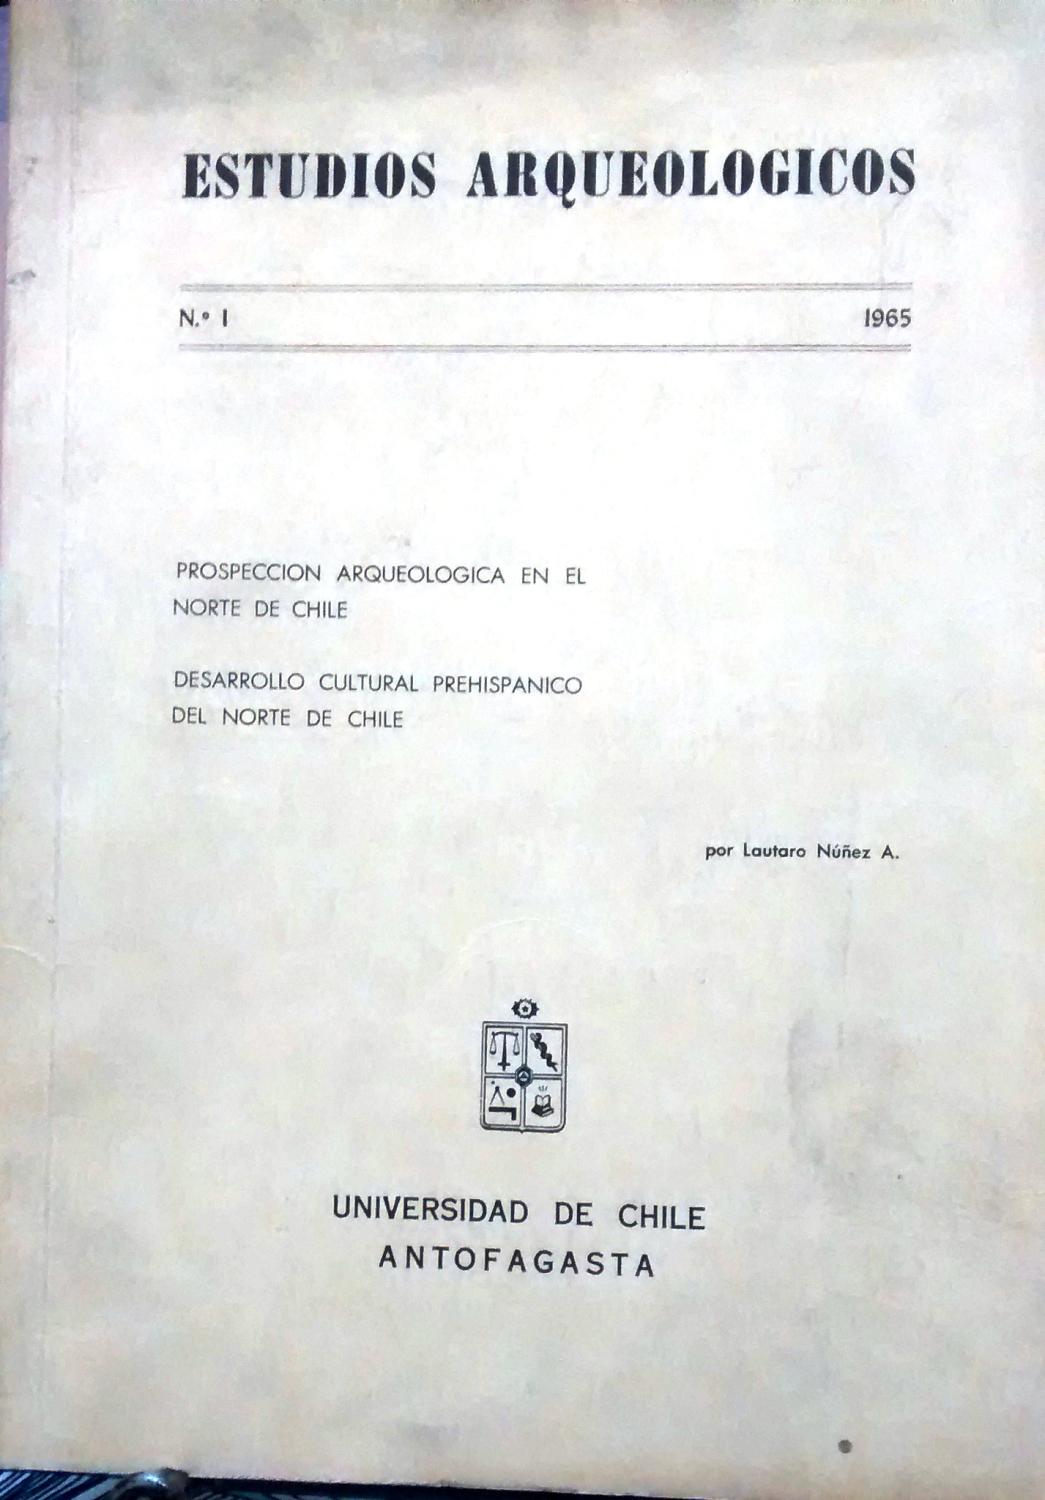 ESTUDIOS ARQUEOLOGICOS
N.º 1 1965
PROSPECCION ARQUEOLOGICA EN EL
NORTE DE CHILE
DESARROLLO CULTURAL PREHISPANICO
DEL NORTE DE CHILE
por Lautaro Núñez A.
UNIVERSIDAD DE CHILE
ANTOFAGASTA